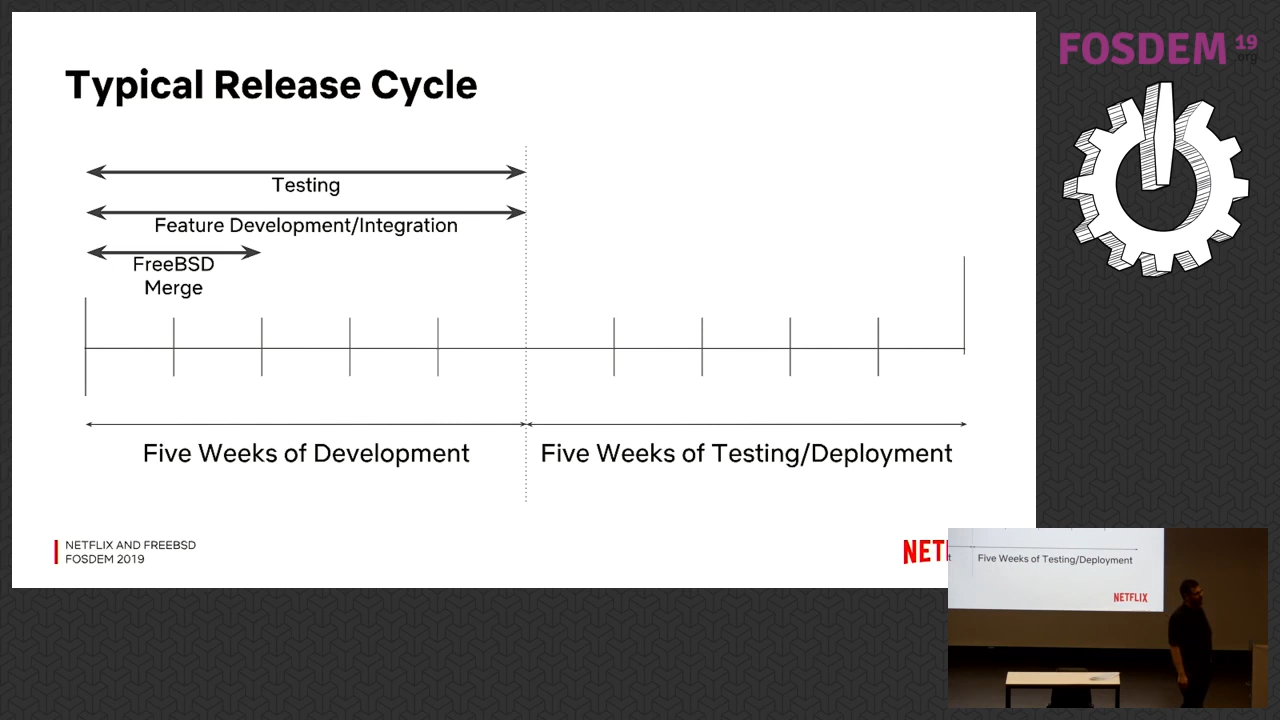 Typical Release Cycle
Testing
Feature Development/Integration
FreeBSD
Merge
Five Weeks of Development
Five Weeks of Testing/Deployment
NETFLIX AND FREEBSD
FOSDEM 2019
NETF
FOSDEM 19
.org
Five Weeks of Testing/Deployment
NETFLIX